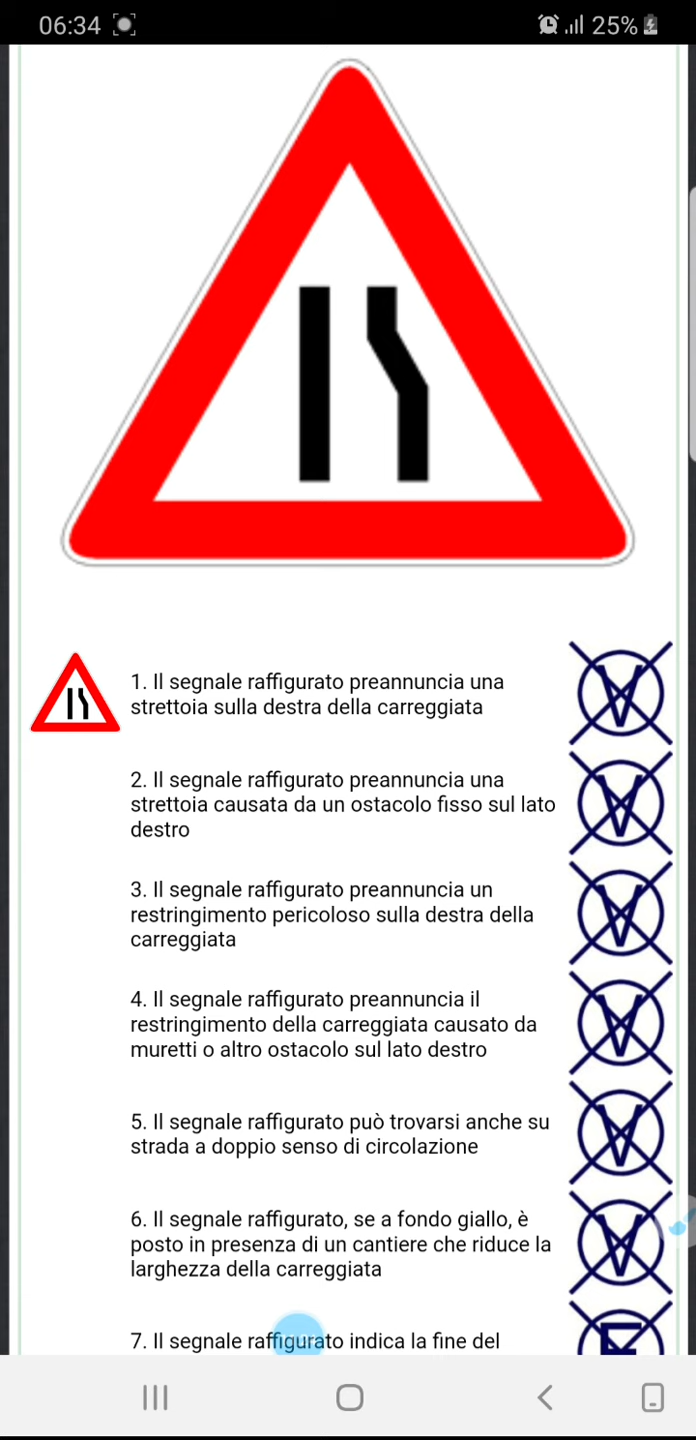 06:34
25%
1. Il segnale raffigurato preannuncia una
strettoia sulla destra della carreggiata
V
2. Il segnale raffigurato preannuncia una
strettoia causata da un ostacolo fisso sul lato
destro
V
3. Il segnale raffigurato preannuncia un
restringimento pericoloso sulla destra della
carreggiata
V
4. Il segnale raffigurato preannuncia il
restringimento della carreggiata causato da
muretti o altro ostacolo sul lato destro
V
5. Il segnale raffigurato può trovarsi anche su
strada a doppio senso di circolazione
V
6. Il segnale raffigurato, se a fondo giallo, è
posto in presenza di un cantiere che riduce la
larghezza della carreggiata
V
7. Il segnale raffigurato indica la fine del
F